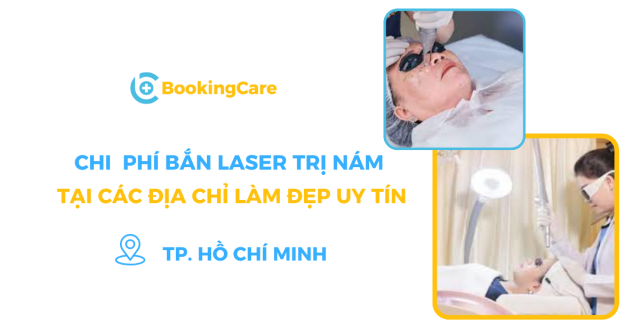 BookingCare
CHI PHÍ BẮN LASER TRỊ NÁM
TẠI CÁC ĐỊA CHỈ LÀM ĐẸP UY TÍN
TP. HỒ CHÍ MINH